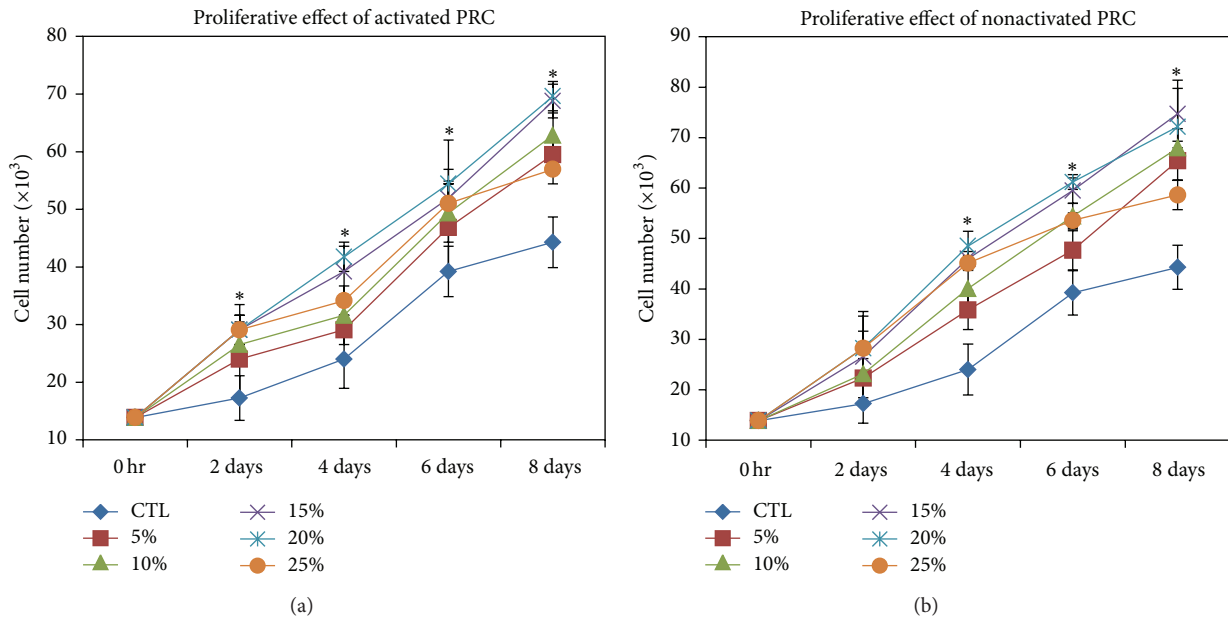 Proliferative effect of activated PRC
80
70
60
50
40
30
20
10
Cell number (×10³)
* * * *
0 hr 2 days 4 days 6 days 8 days
CTL 15%
5% 20%
10% 25%
(a)
Proliferative effect of nonactivated PRC
90
80
70
60
50
40
30
20
10
Cell number (×10³)
* * *
0 hr 2 days 4 days 6 days 8 days
CTL 15%
5% 20%
10% 25%
(b)